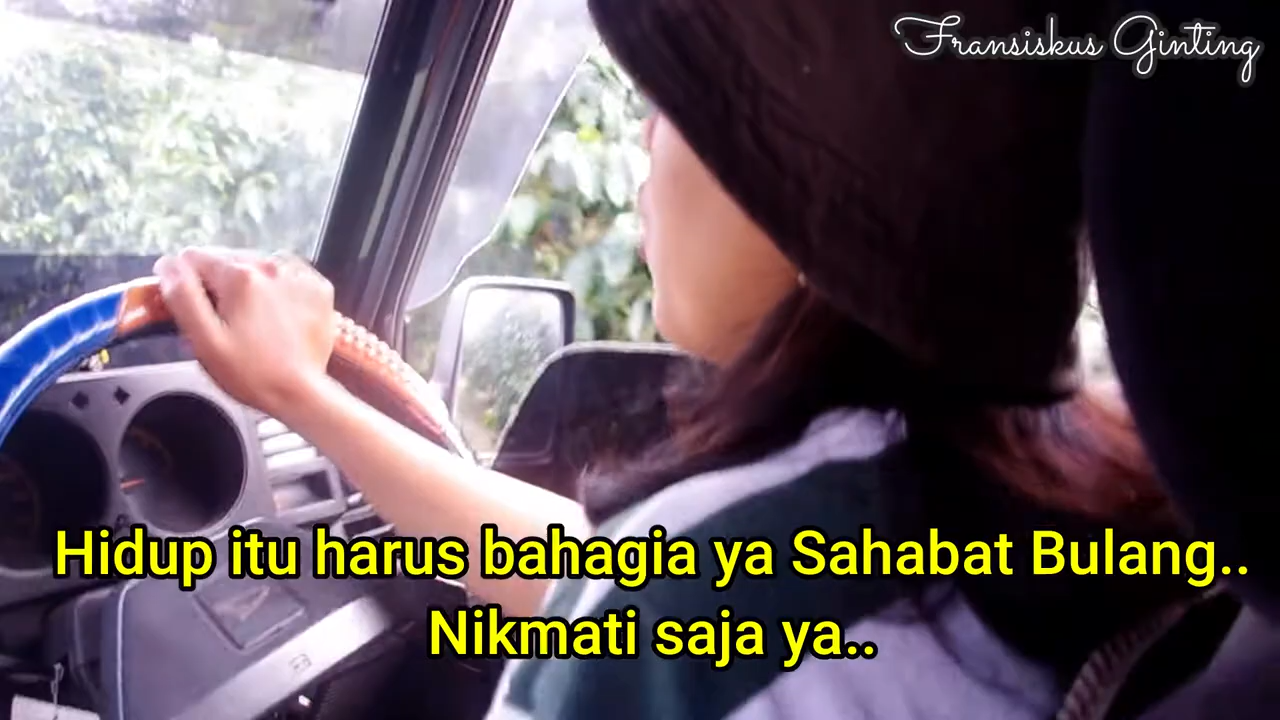 Fransiskus Ginting
Hidup itu harus bahagia ya Sahabat Bulang..
Nikmati saja ya..